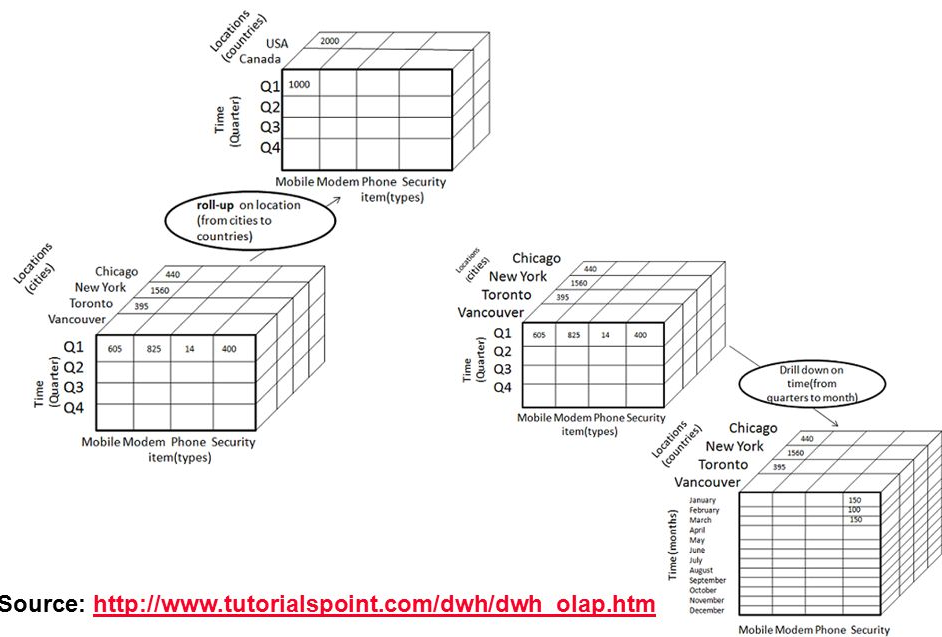 Locations
(countries)
USA
Canada
2000
Q1
Q2
Q3
Q4
1000
Time
(Quarter)
Mobile Modem Phone Security
item(types)
roll-up on location
(from cities to
countries)
Locations
(cities)
Chicago
New York
Toronto
Vancouver
440
1560
395
Q1
Q2
Q3
Q4
605 825 14 400
Time
(Quarter)
Mobile Modem Phone Security
item(types)
Locations
(cities)
Chicago
New York
Toronto
Vancouver
440
1560
395
Q1
Q2
Q3
Q4
605 825 14 400
Time
(Quarter)
Mobile Modem Phone Security
item(types)
Drill down on
time(from
quarters to month)
Locations
(countries)
Chicago
New York
Toronto
Vancouver
440
1560
395
January 150
February 100
March 150
April
May
June
July
August
September
October
November
December
Time (months)
Mobile Modem Phone Security
Source: http://www.tutorialspoint.com/dwh/dwh_olap.htm